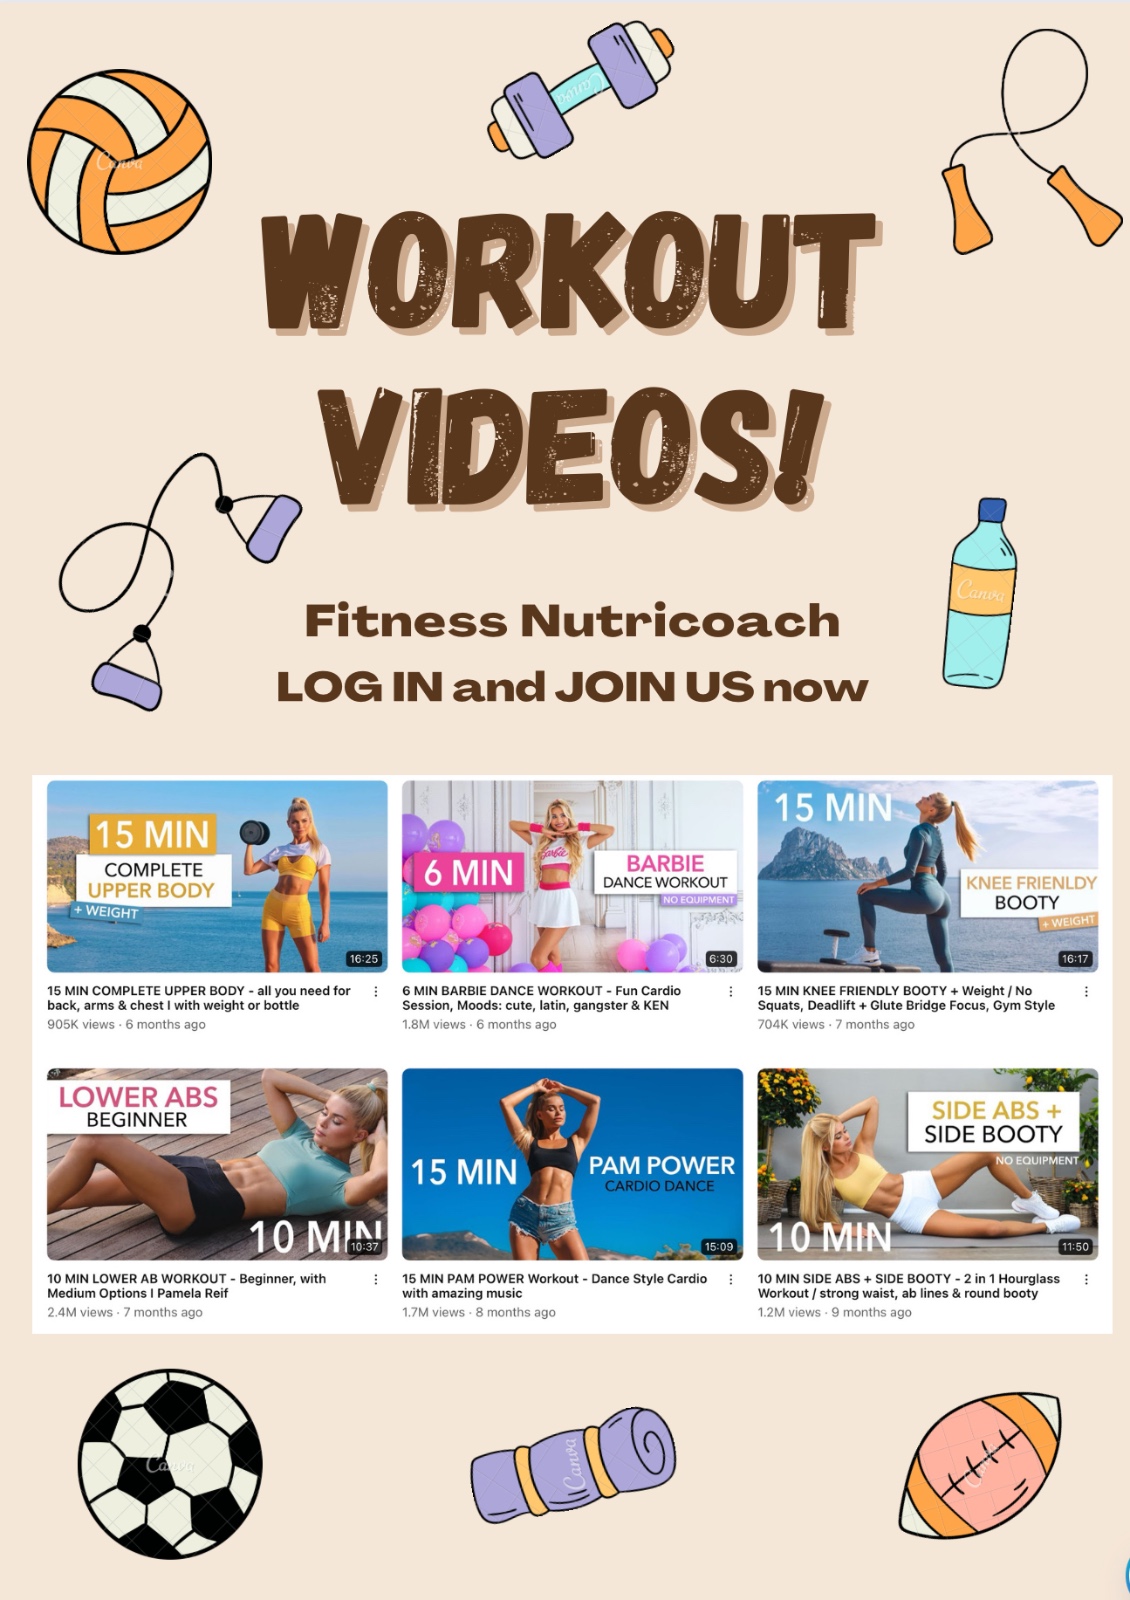 Canva
Canva
WORKOUT
VIDEOS!
Canva
Fitness Nutricoach
LOG IN and JOIN US now
15 MIN
COMPLETE
UPPER BODY
+ WEIGHT
16:25
15 MIN COMPLETE UPPER BODY - all you need for
back, arms & chest I with weight or bottle
905K views · 6 months ago
6 MIN
Barbie
BARBIE
DANCE WORKOUT
NO EQUIPMENT
6:30
6 MIN BARBIE DANCE WORKOUT - Fun Cardio
Session, Moods: cute, latin, gangster & KEN
1.8M views · 6 months ago
15 MIN
KNEE FRIENLDY
BOOTY
+ WEIGHT
16:17
15 MIN KNEE FRIENDLY BOOTY + Weight / No
Squats, Deadlift + Glute Bridge Focus, Gym Style
704K views · 7 months ago
LOWER ABS
BEGINNER
10 MIN
10:37
10 MIN LOWER AB WORKOUT - Beginner, with
Medium Options I Pamela Reif
2.4M views · 7 months ago
15 MIN
PAM POWER
CARDIO DANCE
15:09
15 MIN PAM POWER Workout - Dance Style Cardio
with amazing music
1.7M views · 8 months ago
SIDE ABS +
SIDE BOOTY
NO EQUIPMENT
10 MIN
11:50
10 MIN SIDE ABS + SIDE BOOTY - 2 in 1 Hourglass
Workout / strong waist, ab lines & round booty
1.2M views · 9 months ago
Canva
Canva
Canva